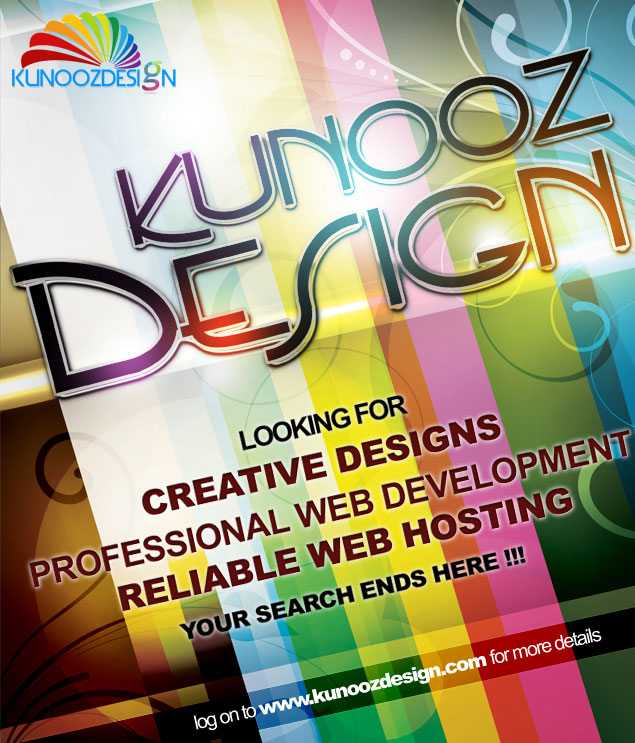 KUNOOZDESIGN
KUNOOZ
DESIGN
LOOKING FOR
CREATIVE DESIGNS
PROFESSIONAL WEB DEVELOPMENT
RELIABLE WEB HOSTING
YOUR SEARCH ENDS HERE !!!
log on to www.kunoozdesign.com for more details